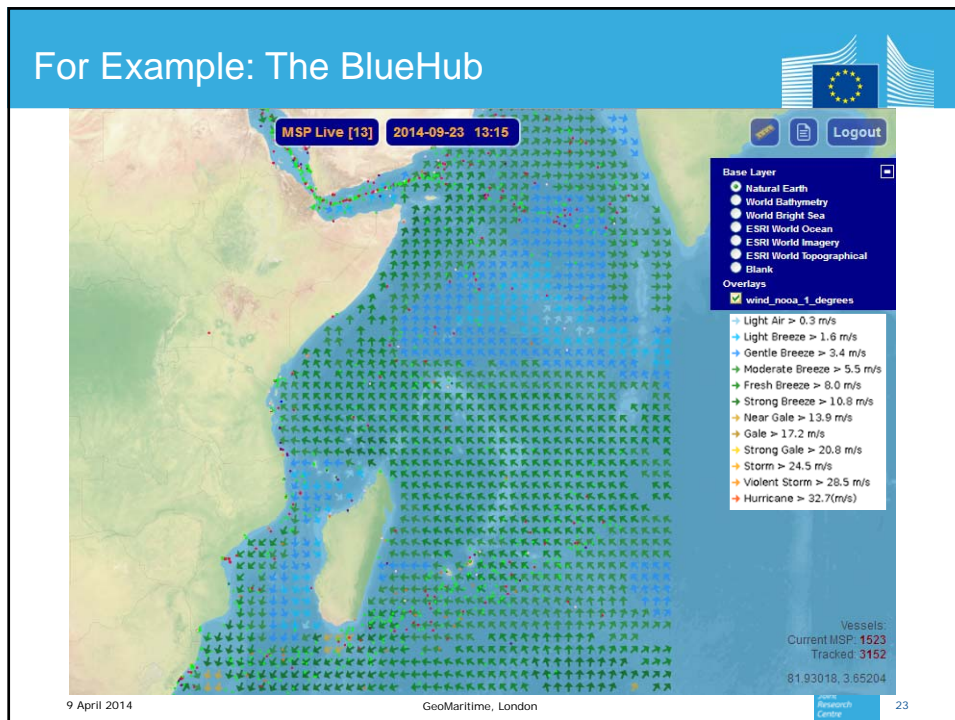 For Example: The BlueHub
MSP Live [13]
2014-09-23 13:15
Logout
Base Layer
Natural Earth
World Bathymetry
World Bright Sea
ESRI World Ocean
ESRI World Imagery
ESRI World Topographical
Blank
Overlays
wind_nooa_1_degrees
Light Air > 0.3 m/s
Light Breeze > 1.6 m/s
Gentle Breeze > 3.4 m/s
Moderate Breeze > 5.5 m/s
Fresh Breeze > 8.0 m/s
Strong Breeze > 10.8 m/s
Near Gale > 13.9 m/s
Gale > 17.2 m/s
Strong Gale > 20.8 m/s
Storm > 24.5 m/s
Violent Storm > 28.5 m/s
Hurricane > 32.7(m/s)
Vessels:
Current MSP: 1523
Tracked: 3152
81.93018, 3.65204
9 April 2014
GeoMaritime, London
Joint
Research
Centre
23